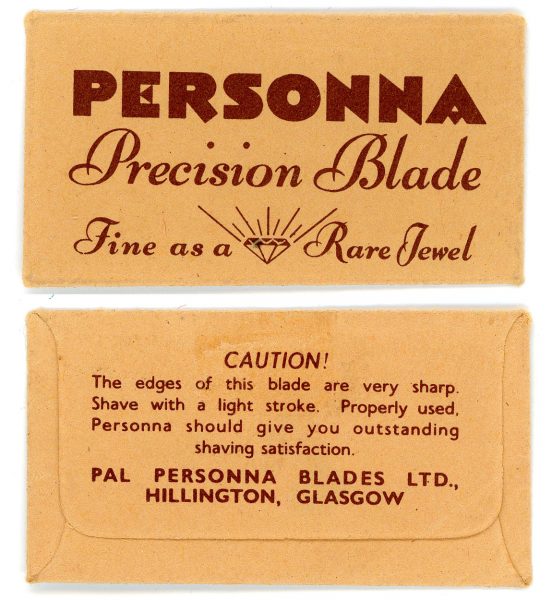 PERSONNA
Precision Blade
Fine as a Rare Jewel
CAUTION!
The edges of this blade are very sharp.
Shave with a light stroke. Properly used,
Personna should give you outstanding
shaving satisfaction.
PAL PERSONNA BLADES LTD.,
HILLINGTON, GLASGOW